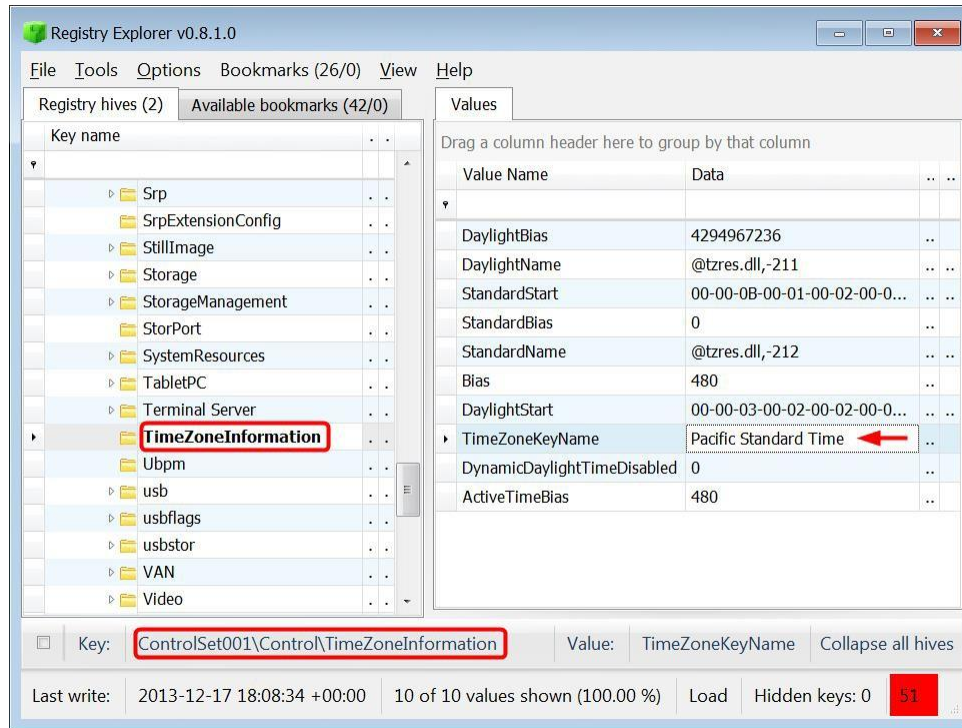 Registry Explorer v0.8.1.0
File Tools Options Bookmarks (26/0) View Help
Registry hives (2) Available bookmarks (42/0)
Key name . .
Srp . .
SrpExtensionConfig . .
StillImage . .
Storage . .
StorageManagement . .
StorPort . .
SystemResources . .
TabletPC . .
Terminal Server . .
TimeZoneInformation . .
Ubpm . .
usb . .
usbflags . .
usbstor . .
VAN . .
Video . .
Values
Drag a column header here to group by that column
Value Name Data .. ..
DaylightBias 4294967236 ..
DaylightName @tzres.dll,-211 .. ..
StandardStart 00-00-0B-00-01-00-02-00-0... .. ..
StandardBias 0 ..
StandardName @tzres.dll,-212 .. ..
Bias 480 ..
DaylightStart 00-00-03-00-02-00-02-00-0... .. ..
TimeZoneKeyName Pacific Standard Time ..
DynamicDaylightTimeDisabled 0 ..
ActiveTimeBias 480 ..
Key: ControlSet001\Control\TimeZoneInformation Value: TimeZoneKeyName Collapse all hives
Last write: 2013-12-17 18:08:34 +00:00 10 of 10 values shown (100.00 %) Load Hidden keys: 0 51